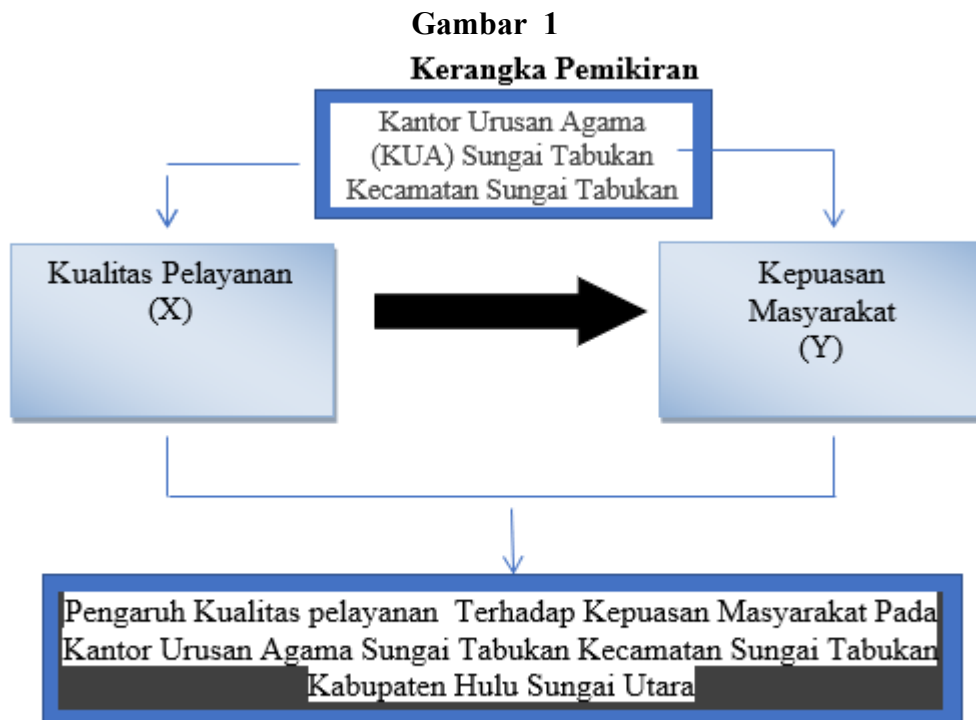 Gambar 1
Kerangka Pemikiran
Kantor Urusan Agama
(KUA) Sungai Tabukan
Kecamatan Sungai Tabukan
Kualitas Pelayanan
(X)
Kepuasan
Masyarakat
(Y)
Pengaruh Kualitas pelayanan Terhadap Kepuasan Masyarakat Pada
Kantor Urusan Agama Sungai Tabukan Kecamatan Sungai Tabukan
Kabupaten Hulu Sungai Utara